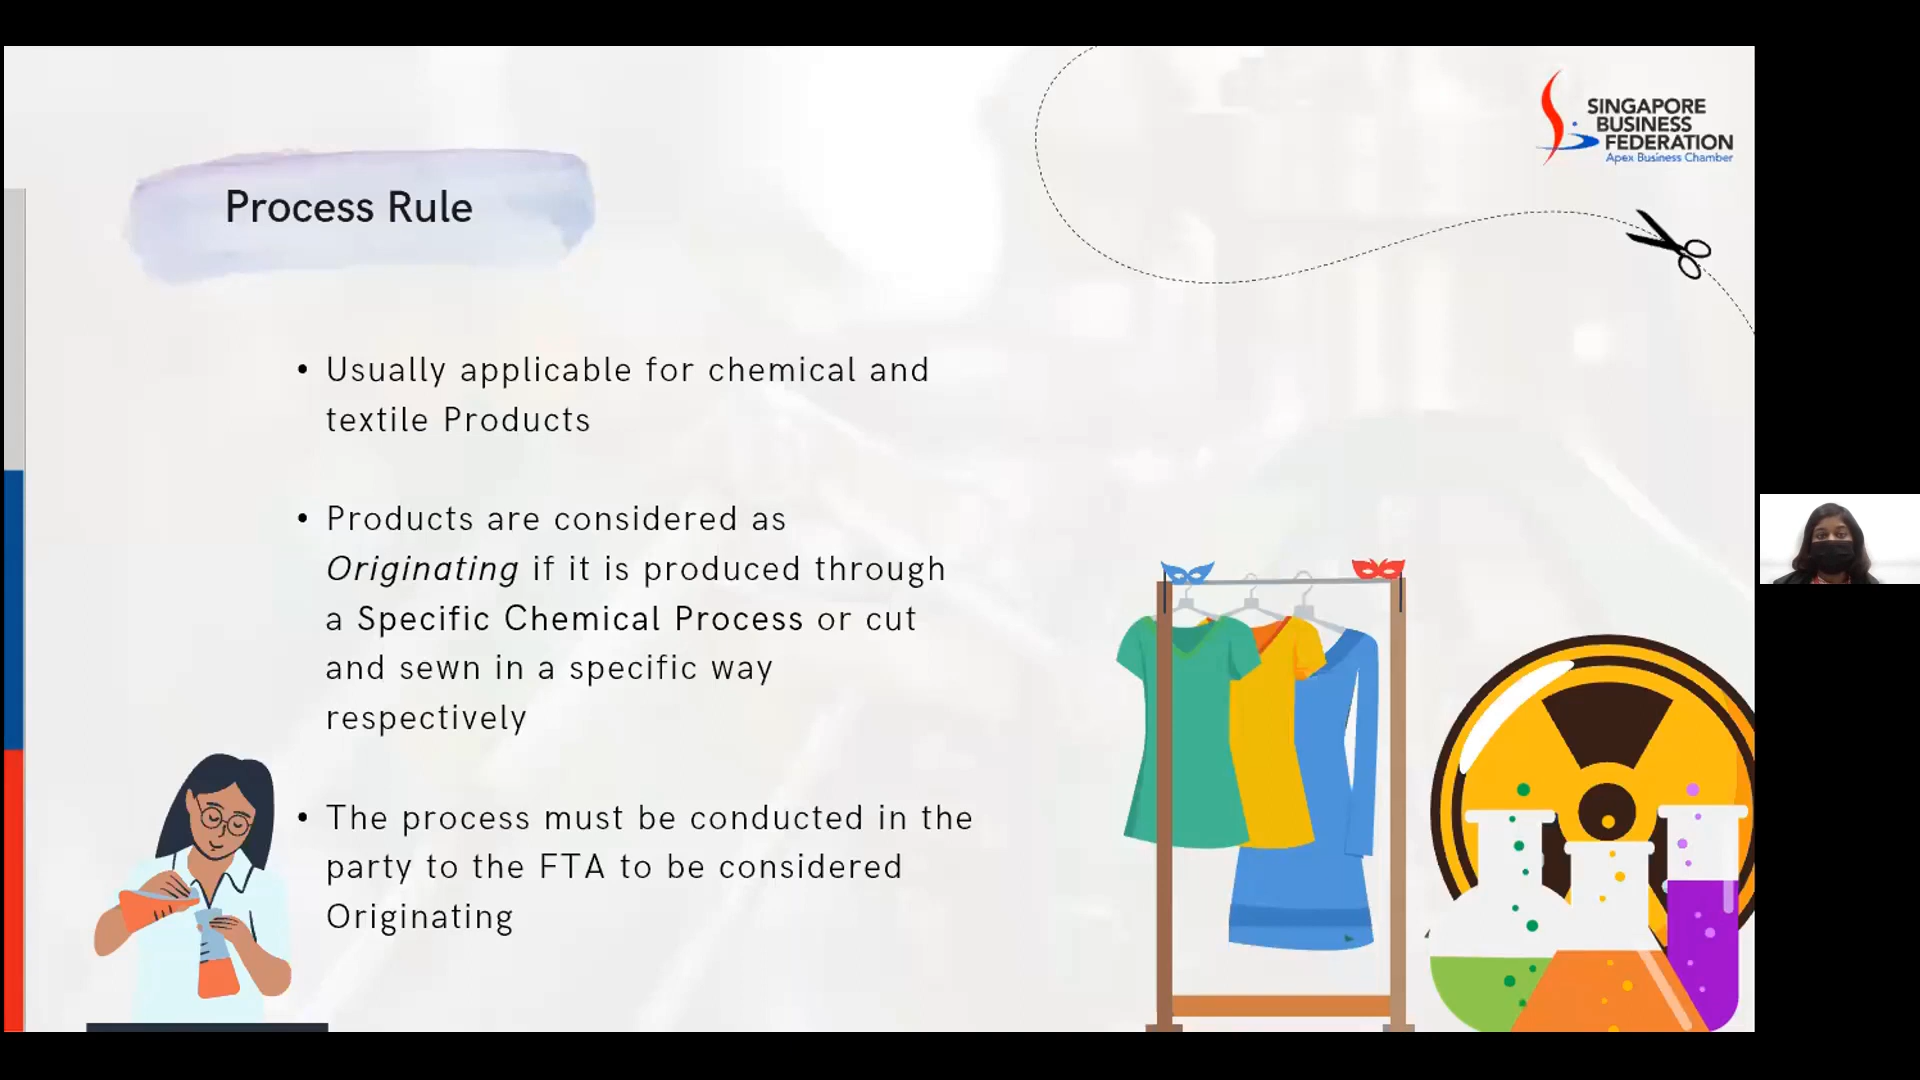 SINGAPORE
BUSINESS
FEDERATION
Apex Business Chamber
Process Rule
• Usually applicable for chemical and
textile Products
• Products are considered as
Originating if it is produced through
a Specific Chemical Process or cut
and sewn in a specific way
respectively
• The process must be conducted in the
party to the FTA to be considered
Originating